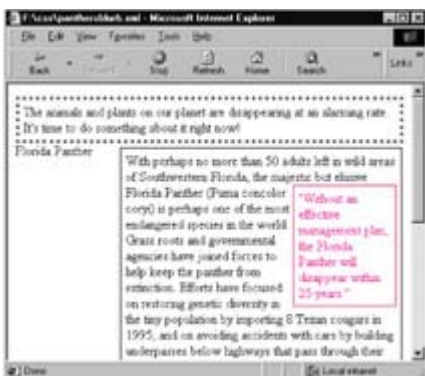 F:\css\panthersblurb.xml - Microsoft Internet Explorer
File Edit View Favorites Tools Help
Back Forward Stop Refresh Home Search Links
The animals and plants on our planet are disappearing at an alarming rate.
It's time to do something about it right now!
Florida Panther
With perhaps no more than 50 adults left in wild areas
of Southwestern Florida, the majestic but elusive
Florida Panther (Puma concolor
coryi) is perhaps one of the most
endangered species in the world.
Grass roots and governmental
agencies have joined forces to
help keep the panther from
extinction. Efforts have focused
on restoring genetic diversity in
the tiny population by importing 8 Texan cougars in
1995, and on avoiding accidents with cars by building
underpasses below highways that pass through their
"Without an
effective
management plan,
the Florida
Panther will
disappear within
25 years."
Done Local intranet